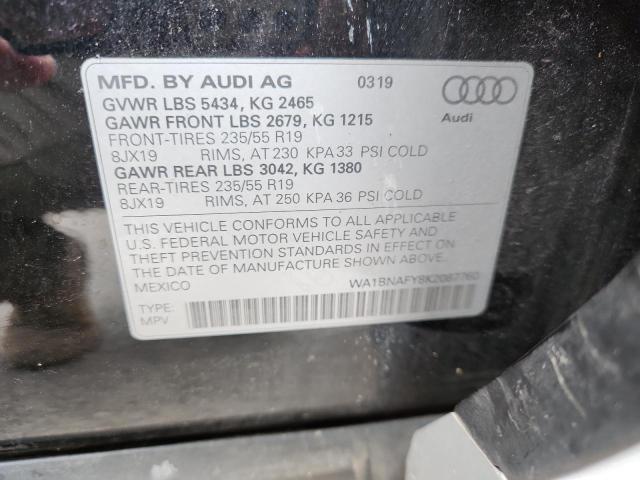 MFD. BY AUDI AG 03 19
GVWR LBS 5434, KG 2465
GAWR FRONT LBS 2679, KG 1215
FRONT-TIRES 235/55 R19
8JX19 RIMS, AT 230 KPA 33 PSI COLD
GAWR REAR LBS 3042, KG 1380
REAR-TIRES 235/55 R19
8JX19 RIMS, AT 250 KPA 36 PSI COLD
Audi
THIS VEHICLE CONFORMS TO ALL APPLICABLE
U.S. FEDERAL MOTOR VEHICLE SAFETY AND
THEFT PREVENTION STANDARDS IN EFFECT ON
THE DATE OF MANUFACTURE SHOWN ABOVE.
MEXICO WA1BNAFY8K2087760
TYPE:
MPV